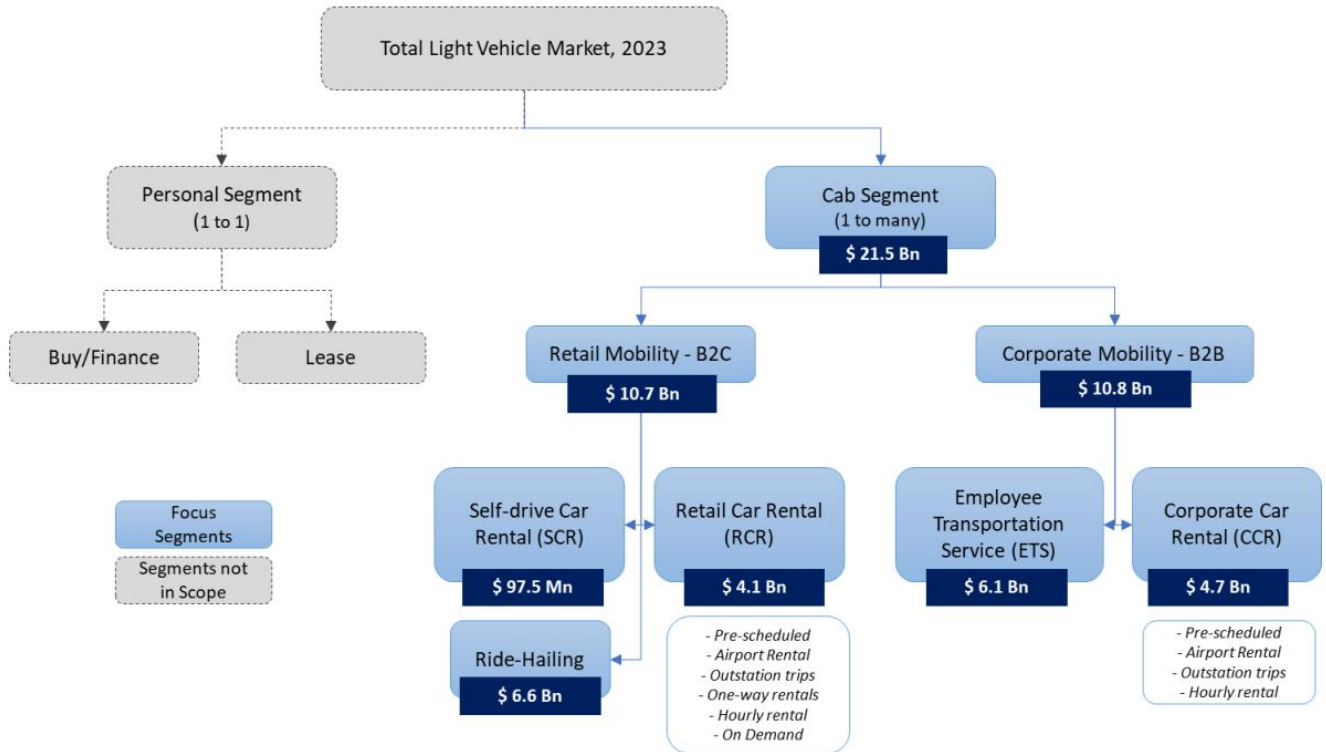 Total Light Vehicle Market, 2023
Personal Segment
(1 to 1)
Cab Segment
(1 to many)
$ 21.5 Bn
Buy/Finance
Lease
Retail Mobility - B2C
$ 10.7 Bn
Corporate Mobility - B2B
$ 10.8 Bn
Focus
Segments
Segments not
in Scope
Self-drive Car
Rental (SCR)
$ 97.5 Mn
Retail Car Rental
(RCR)
$ 4.1 Bn
- Pre-scheduled
- Airport Rental
- Outstation trips
- One-way rentals
- Hourly rental
- On Demand
Ride-Hailing
$ 6.6 Bn
Employee
Transportation
Service (ETS)
$ 6.1 Bn
Corporate Car
Rental (CCR)
$ 4.7 Bn
- Pre-scheduled
- Airport Rental
- Outstation trips
- Hourly rental